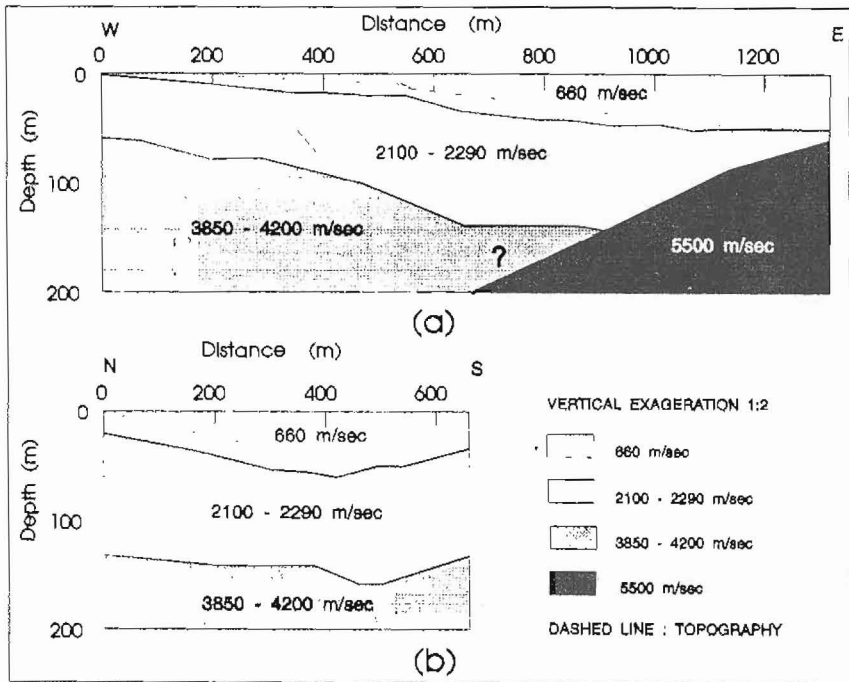 W Distance (m) E
0 200 400 600 800 1000 1200
Depth (m)
0
100
200
660 m/sec
2100 - 2290 m/sec
3850 - 4200 m/sec
?
5500 m/sec
(a)
Distance (m)
N S
0 200 400 600
Depth (m)
0
100
200
660 m/sec
2100 - 2290 m/sec
3850 - 4200 m/sec
(b)
VERTICAL EXAGERATION 1:2
660 m/sec
2100 - 2290 m/sec
3850 - 4200 m/sec
5500 m/sec
DASHED LINE : TOPOGRAPHY